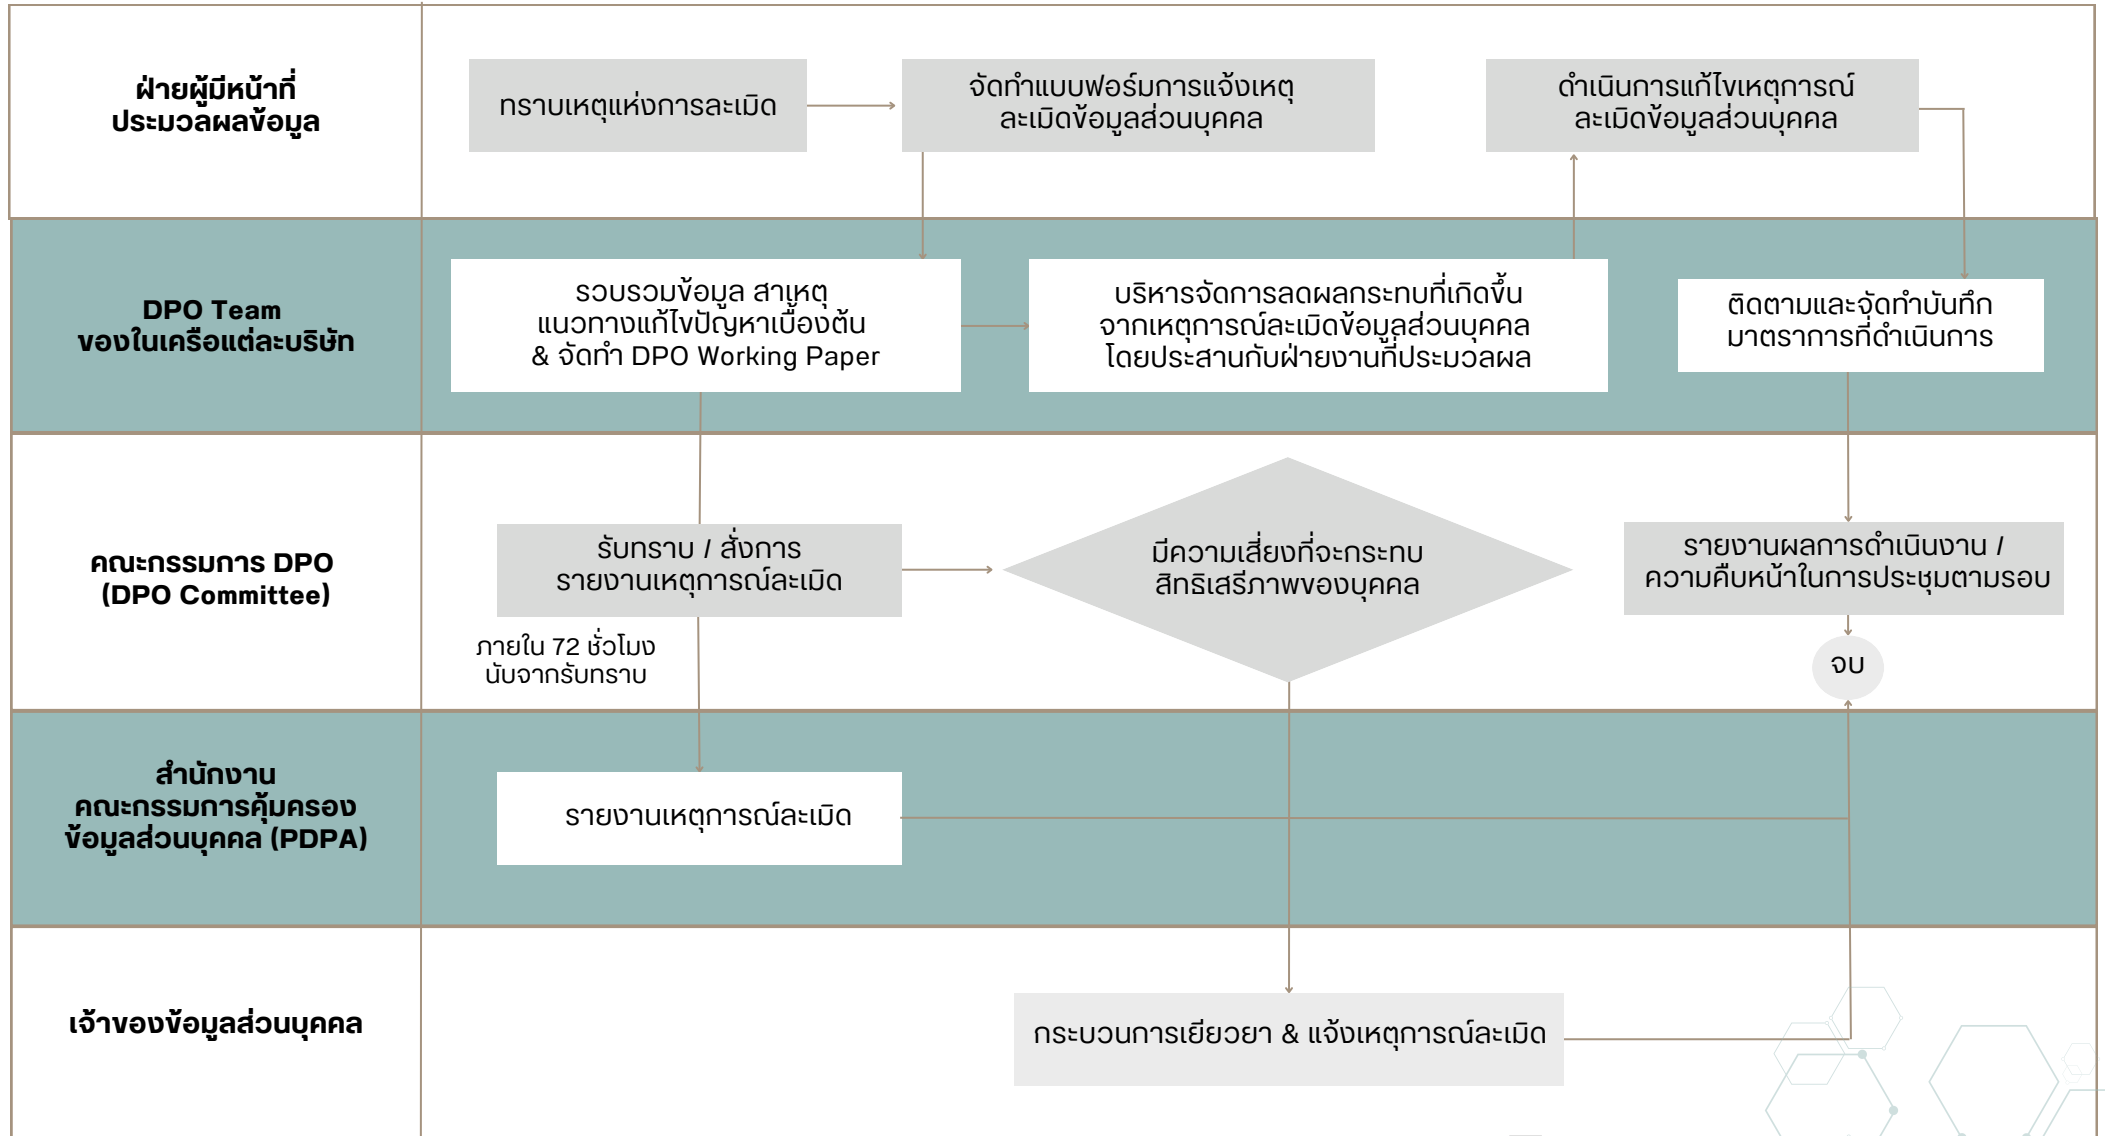 ฝ่ายผู้มีหน้าที่
ประมวลผลข้อมูล
ทราบเหตุแห่งการละเมิด
จัดทำแบบฟอร์มการแจ้งเหตุ
ละเมิดข้อมูลส่วนบุคคล
ดำเนินการแก้ไขเหตุการณ์
ละเมิดข้อมูลส่วนบุคคล
DPO Team
ของในเครือแต่ละบริษัท
รวบรวมข้อมูล สาเหตุ
แนวทางแก้ไขปัญหาเบื้องต้น
& จัดทำ DPO Working Paper
บริหารจัดการลดผลกระทบที่เกิดขึ้น
จากเหตุการณ์ละเมิดข้อมูลส่วนบุคคล
โดยประสานกับฝ่ายงานที่ประมวลผล
ติดตามและจัดทำบันทึก
มาตราการที่ดำเนินการ
คณะกรรมการ DPO
(DPO Committee)
รับทราบ / สั่งการ
รายงานเหตุการณ์ละเมิด
ภายใน 72 ชั่วโมง
นับจากรับทราบ
มีความเสี่ยงที่จะกระทบ
สิทธิเสรีภาพของบุคคล
รายงานผลการดำเนินงาน /
ความคืบหน้าในการประชุมตามรอบ
จบ
สำนักงาน
คณะกรรมการคุ้มครอง
ข้อมูลส่วนบุคคล (PDPA)
รายงานเหตุการณ์ละเมิด
เจ้าของข้อมูลส่วนบุคคล
กระบวนการเยียวยา & แจ้งเหตุการณ์ละเมิด